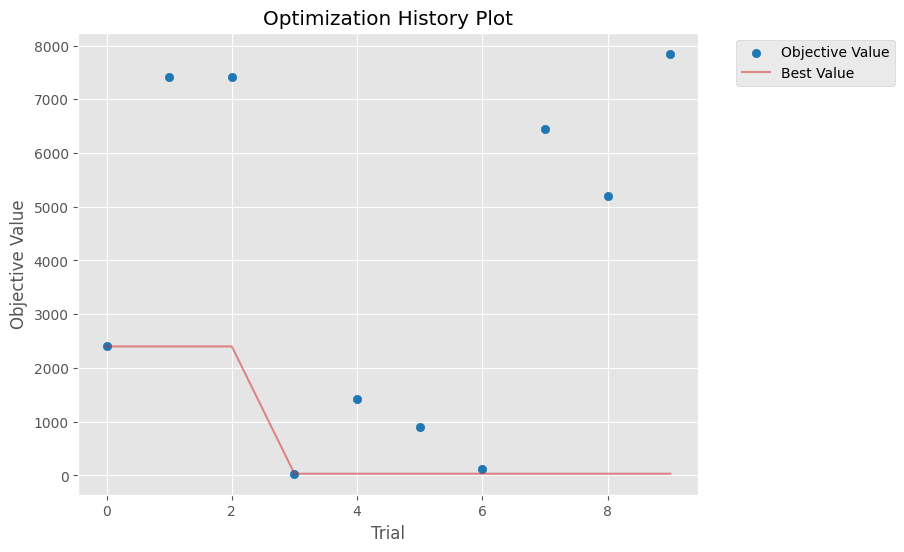 Optimization History Plot
Objective Value
Best Value
8000
7000
6000
5000
4000
3000
2000
1000
0
Objective Value
0 2 4 6 8
Trial